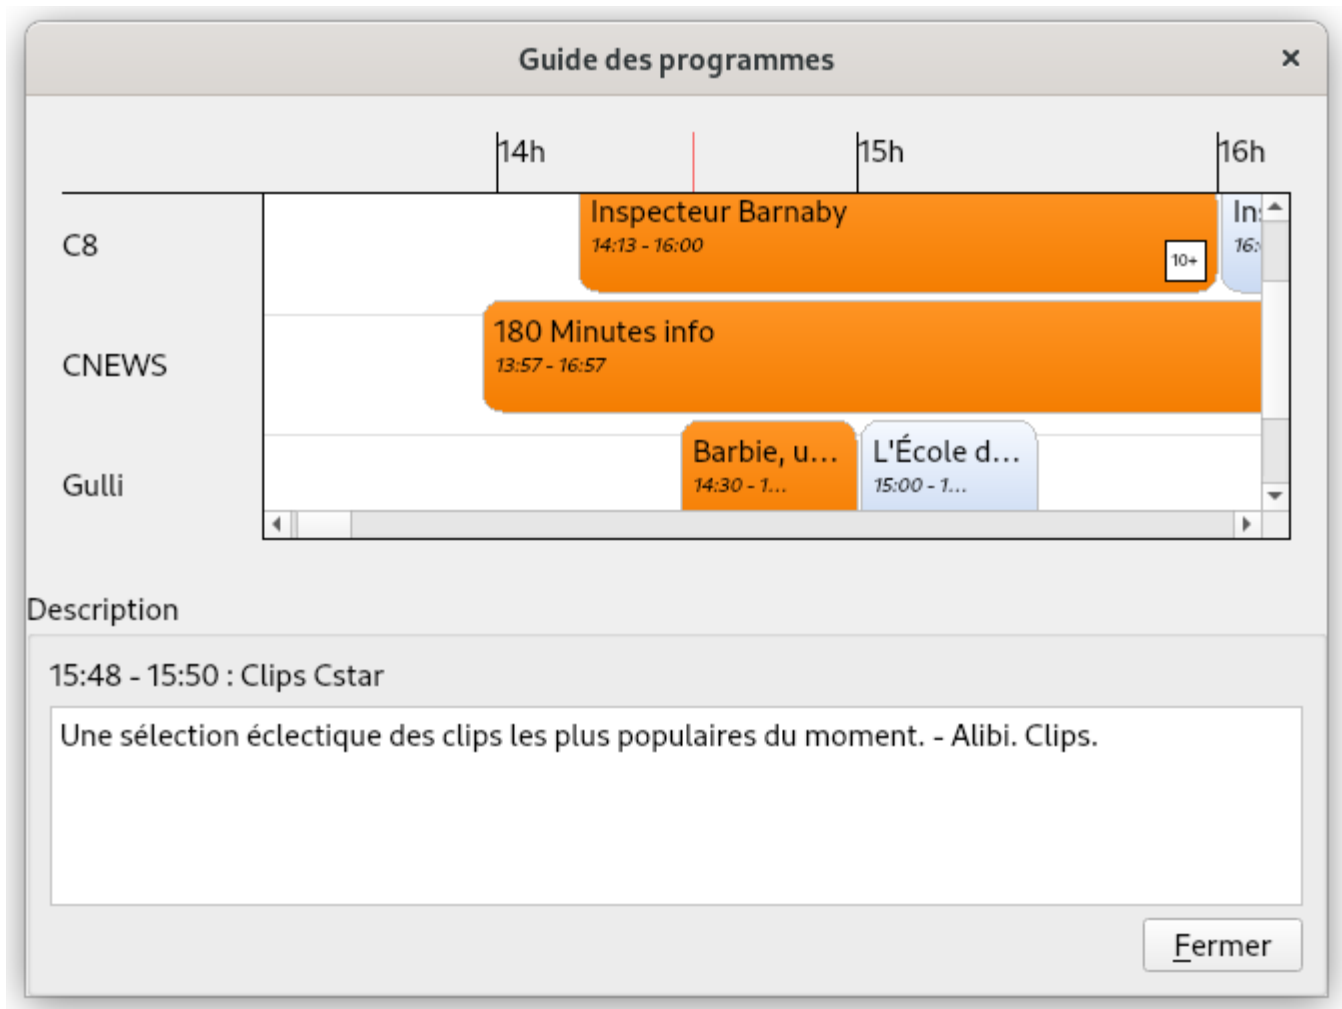 Guide des programmes
14h 15h 16h
C8
Inspecteur Barnaby
14:13 - 16:00
10+
In
16:
CNEWS
180 Minutes info
13:57 - 16:57
Gulli
Barbie, u...
14:30 - 1...
L'École d...
15:00 - 1...
Description
15:48 - 15:50 : Clips Cstar
Une sélection éclectique des clips les plus populaires du moment. - Alibi. Clips.
Fermer